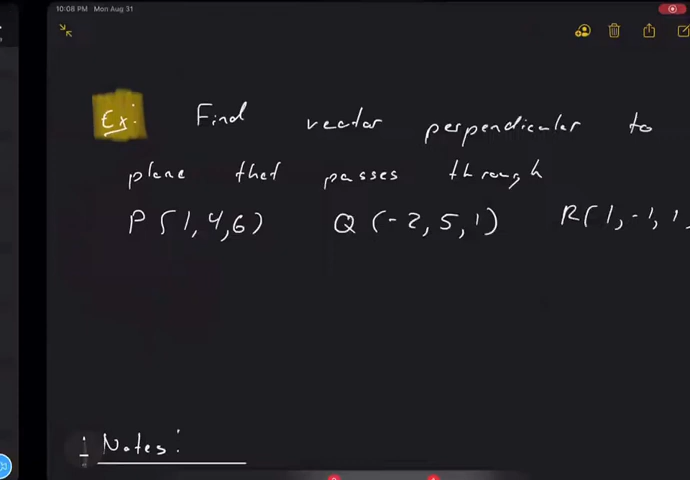 10:08 PM Mon Aug 31
Ex: Find vector perpendicular to
plane that passes through
P(1,4,6) Q(-2,5,1) R(1,-1,1,
Notes: